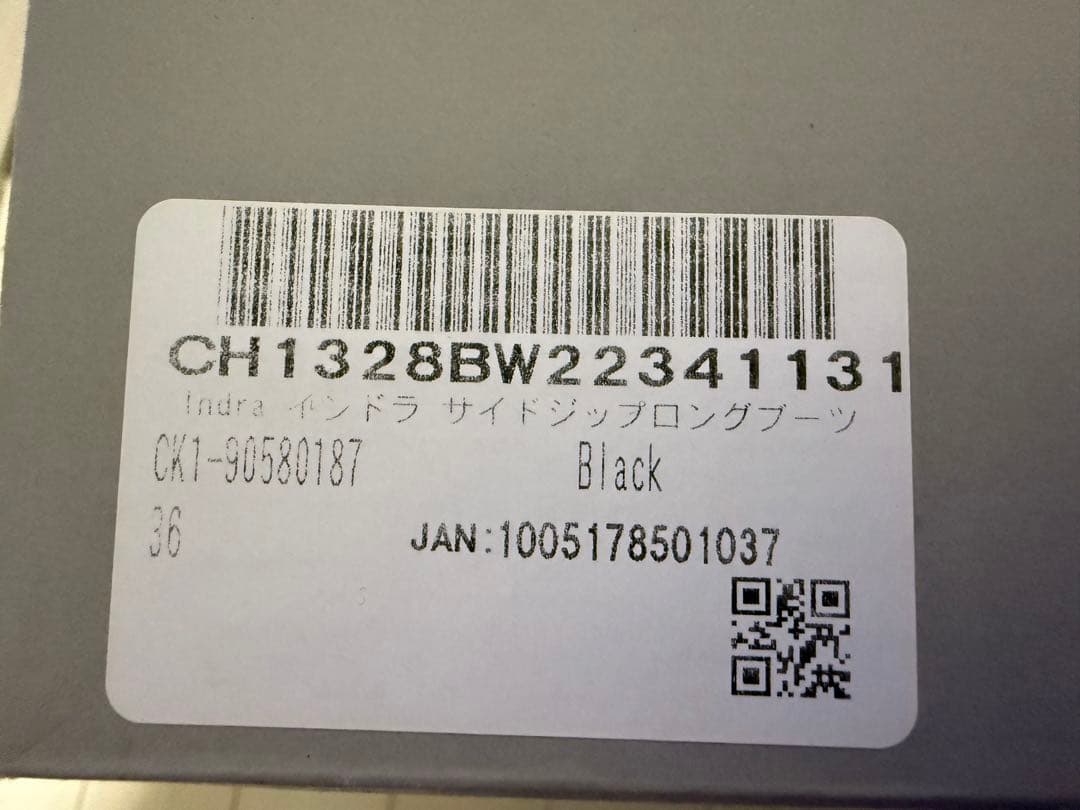 CH1328BW22341131
Indra インドラ サイドジップロングブーツ
CK1-90580187 Black
36 JAN:1005178501037